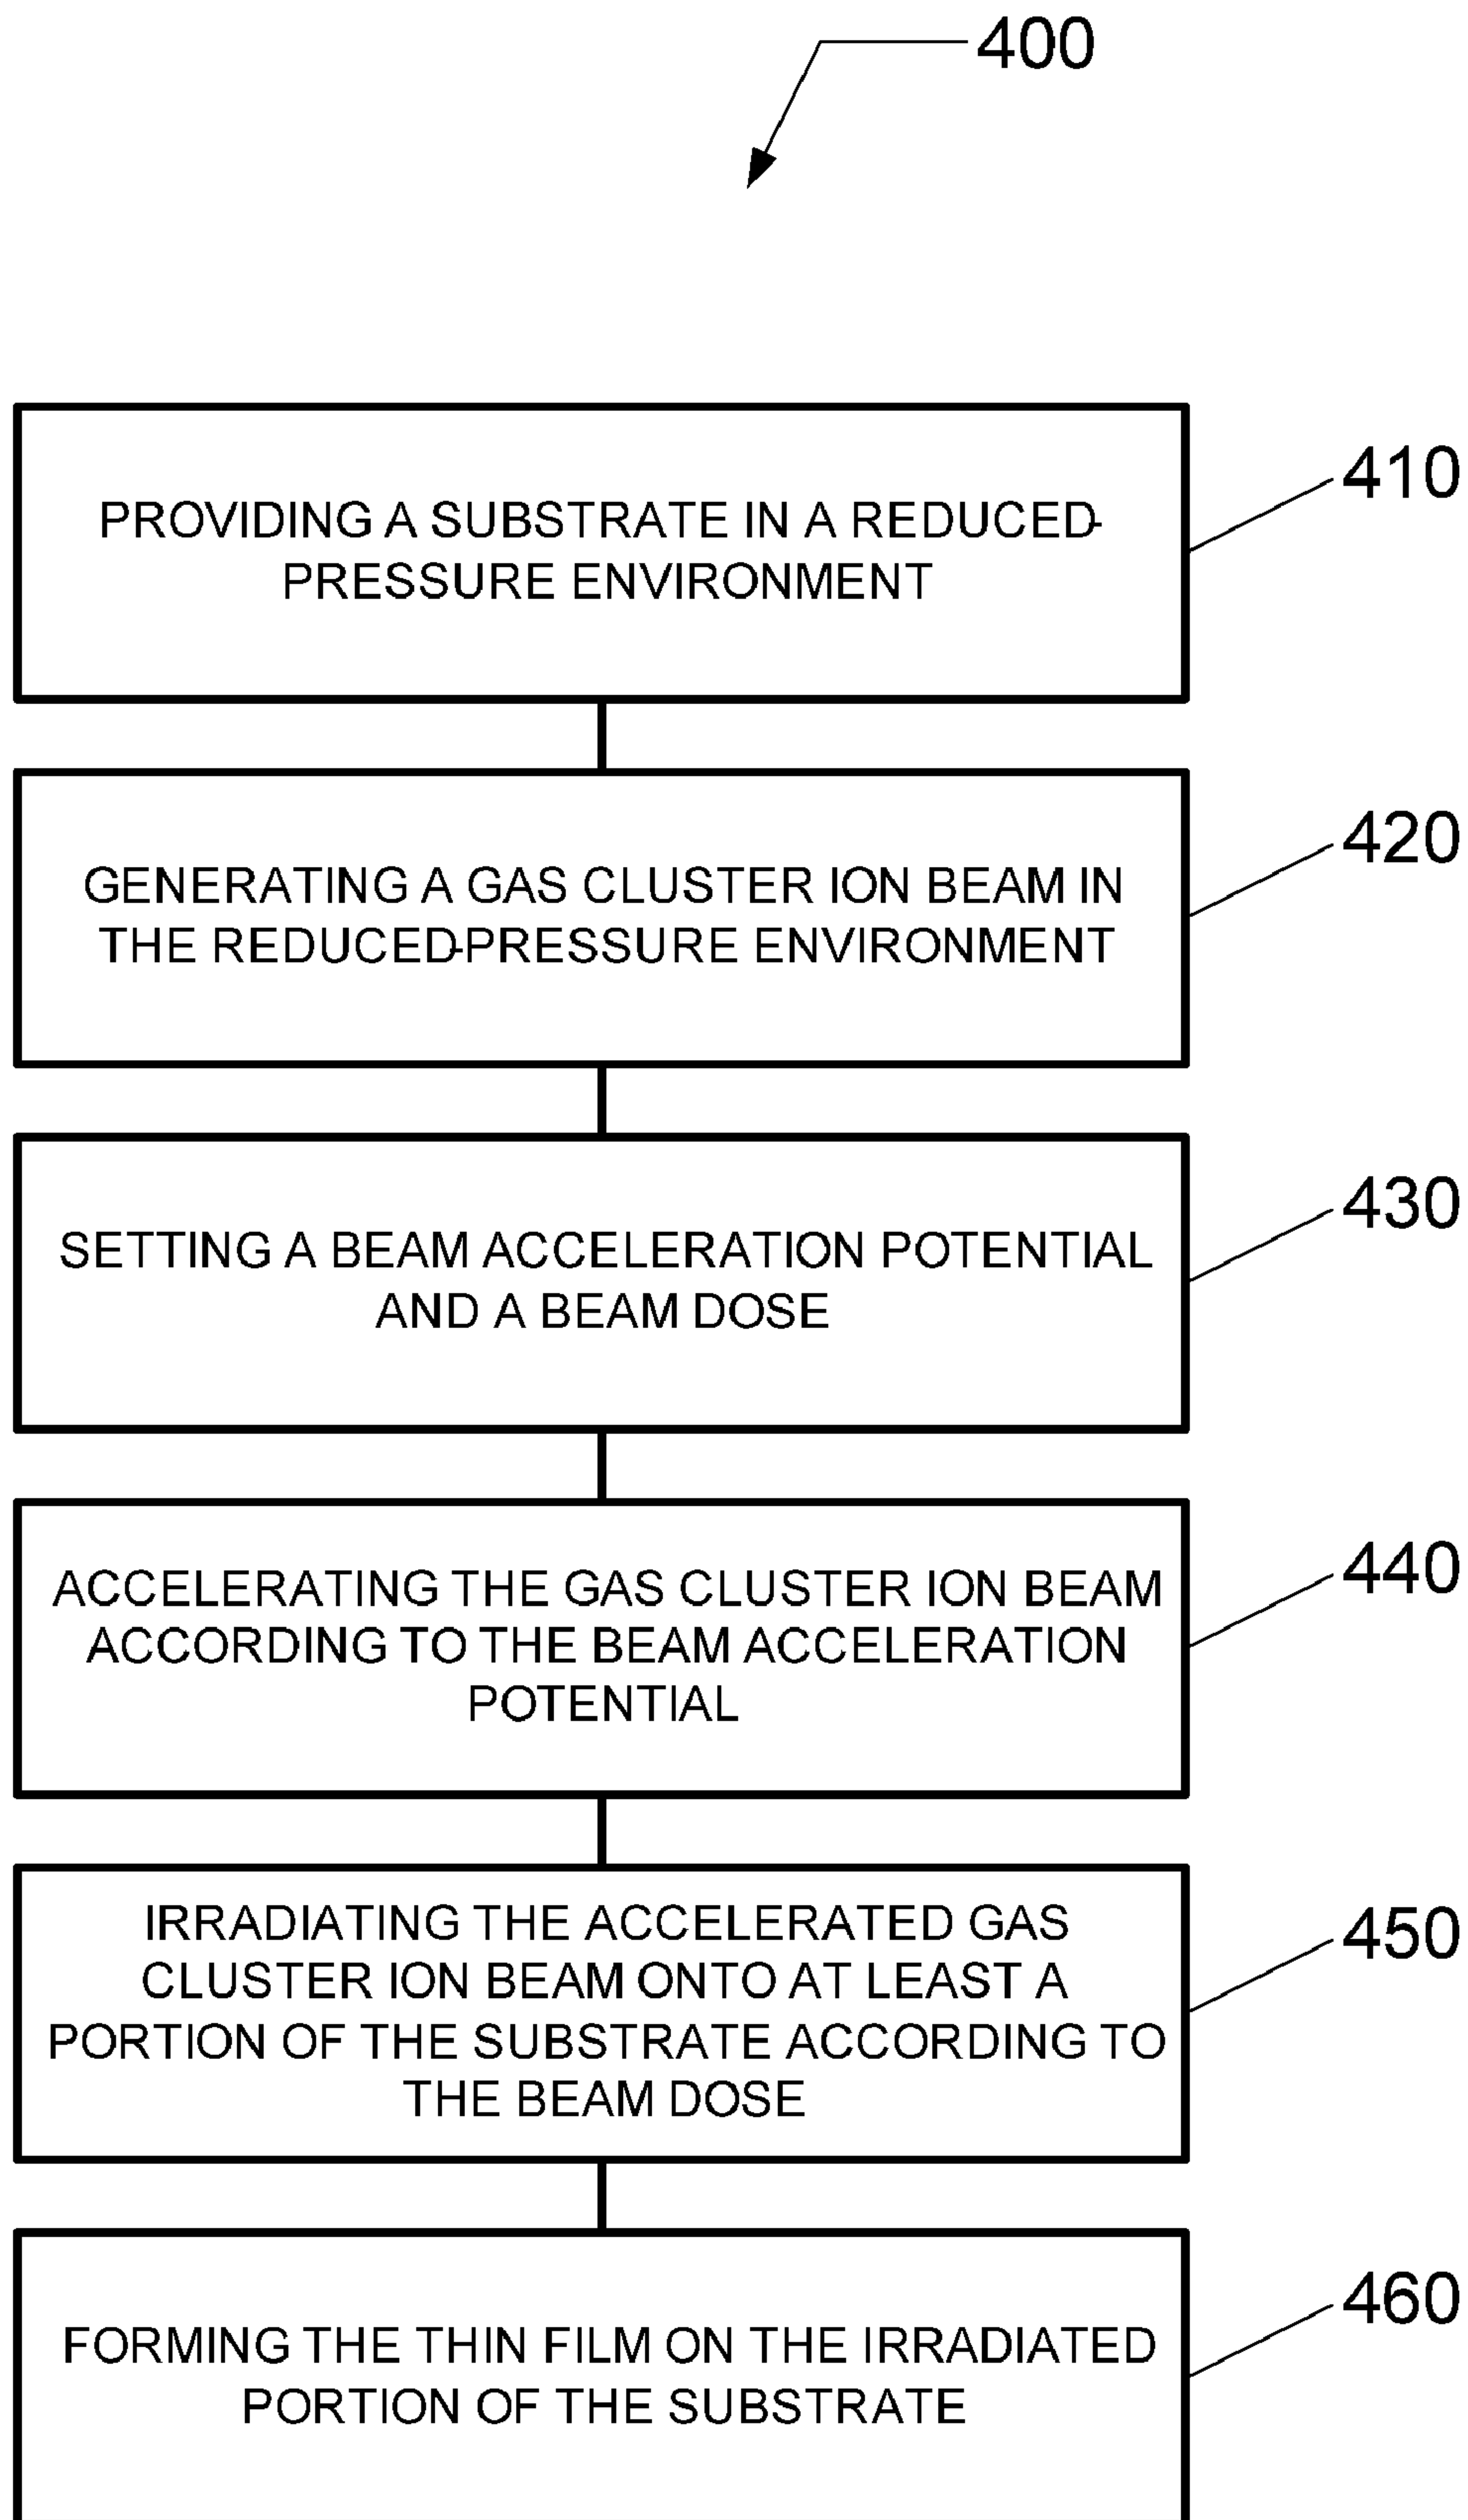 400
PROVIDING A SUBSTRATE IN A REDUCED-
PRESSURE ENVIRONMENT
410
GENERATING A GAS CLUSTER ION BEAM IN
THE REDUCED-PRESSURE ENVIRONMENT
420
SETTING A BEAM ACCELERATION POTENTIAL
AND A BEAM DOSE
430
ACCELERATING THE GAS CLUSTER ION BEAM
ACCORDING TO THE BEAM ACCELERATION
POTENTIAL
440
IRRADIATING THE ACCELERATED GAS
CLUSTER ION BEAM ONTO AT LEAST A
PORTION OF THE SUBSTRATE ACCORDING TO
THE BEAM DOSE
450
FORMING THE THIN FILM ON THE IRRADIATED
PORTION OF THE SUBSTRATE
460